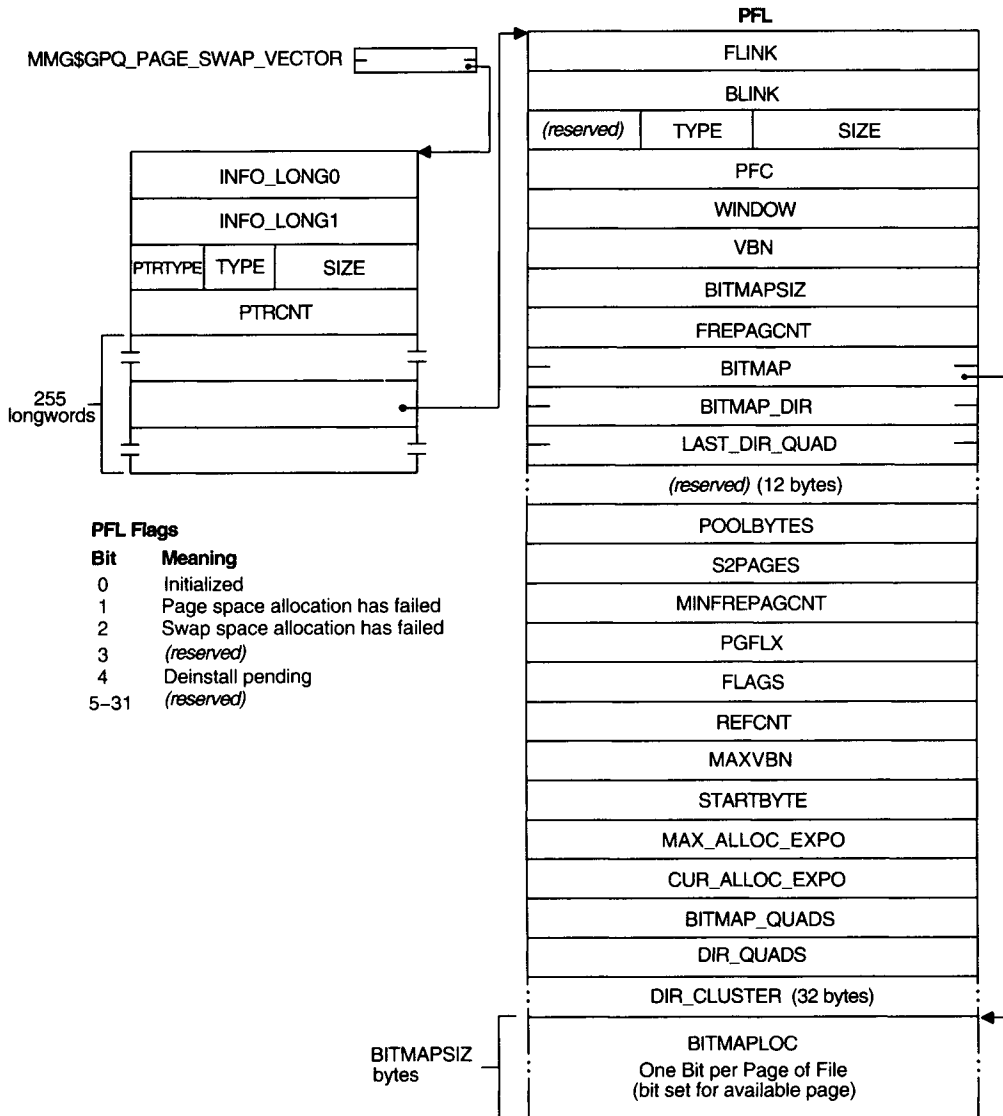 MMG$GPQ_PAGE_SWAP_VECTOR
INFO_LONG0
INFO_LONG1
PTRTYPE TYPE SIZE
PTRCNT
255
longwords
PFL Flags
Bit Meaning
0 Initialized
1 Page space allocation has failed
2 Swap space allocation has failed
3 (reserved)
4 Deinstall pending
5–31 (reserved)
PFL
FLINK
BLINK
(reserved) TYPE SIZE
PFC
WINDOW
VBN
BITMAPSIZ
FREPAGCNT
BITMAP
BITMAP_DIR
LAST_DIR_QUAD
(reserved) (12 bytes)
POOLBYTES
S2PAGES
MINFREPAGCNT
PGFLX
FLAGS
REFCNT
MAXVBN
STARTBYTE
MAX_ALLOC_EXPO
CUR_ALLOC_EXPO
BITMAP_QUADS
DIR_QUADS
DIR_CLUSTER (32 bytes)
BITMAPSIZ
bytes
BITMAPLOC
One Bit per Page of File
(bit set for available page)